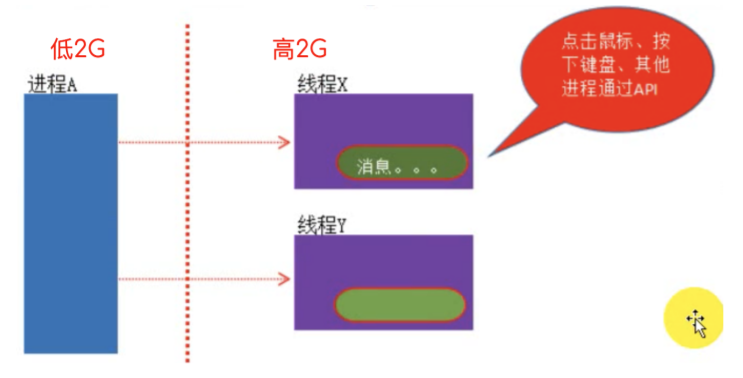 低2G
高2G
点击鼠标、按
下键盘、其他
进程通过API
进程A
线程X
消息。。。
线程Y